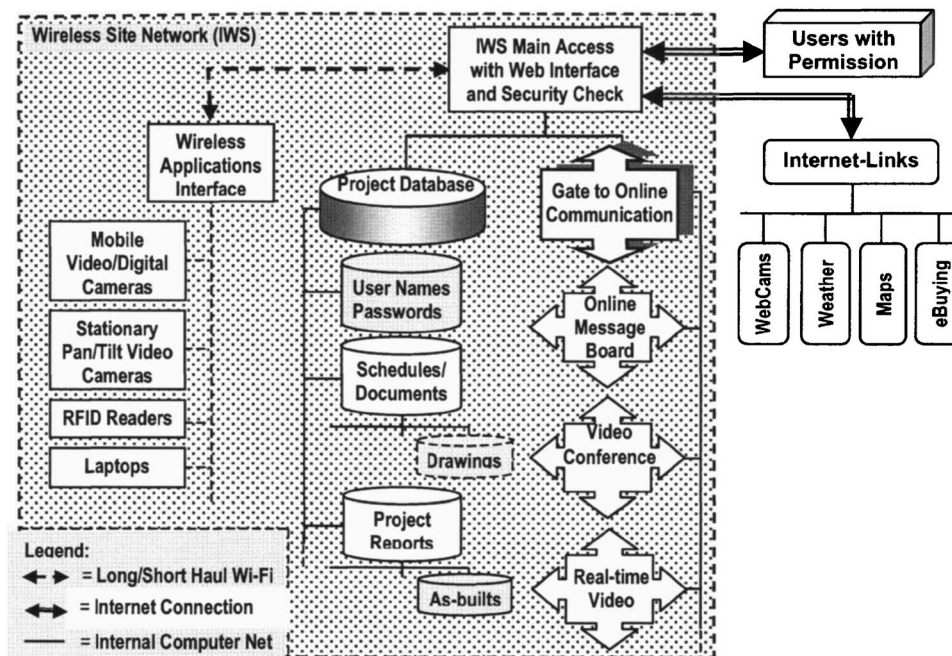 Wireless Site Network (IWS)
IWS Main Access
with Web Interface
and Security Check
Users with
Permission
Wireless
Applications
Interface
Project Database
Gate to Online
Communication
Internet-Links
WebCams
Weather
Maps
eBuying
Mobile
Video/Digital
Cameras
User Names
Passwords
Online
Message
Board
Stationary
Pan/Tilt Video
Cameras
Schedules/
Documents
RFID Readers
Drawings
Video
Conference
Laptops
Project
Reports
As-builts
Real-time
Video
Legend:
= Long/Short Haul Wi-Fi
= Internet Connection
= Internal Computer Net